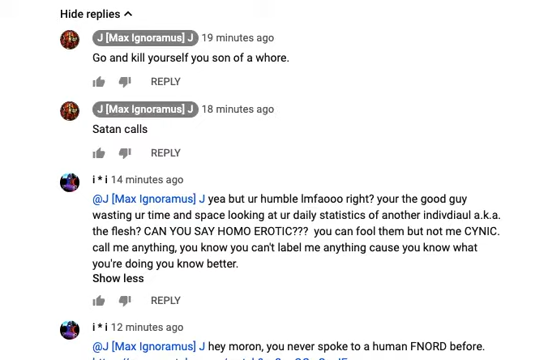 Hide replies
J [Max Ignoramus] J 19 minutes ago
Go and kill yourself you son of a whore.
REPLY
J [Max Ignoramus] J 18 minutes ago
Satan calls
REPLY
i * i 14 minutes ago
@J [Max Ignoramus] J yea but ur humble lmfaooo right? your the good guy
wasting ur time and space looking at ur daily statistics of another indivdiaul a.k.a.
the flesh? CAN YOU SAY HOMO EROTIC??? you can fool them but not me CYNIC.
call me anything, you know you can't label me anything cause you know what
you're doing you know better.
Show less
REPLY
i * i 12 minutes ago
@J [Max Ignoramus] J hey moron, you never spoke to a human FNORD before.